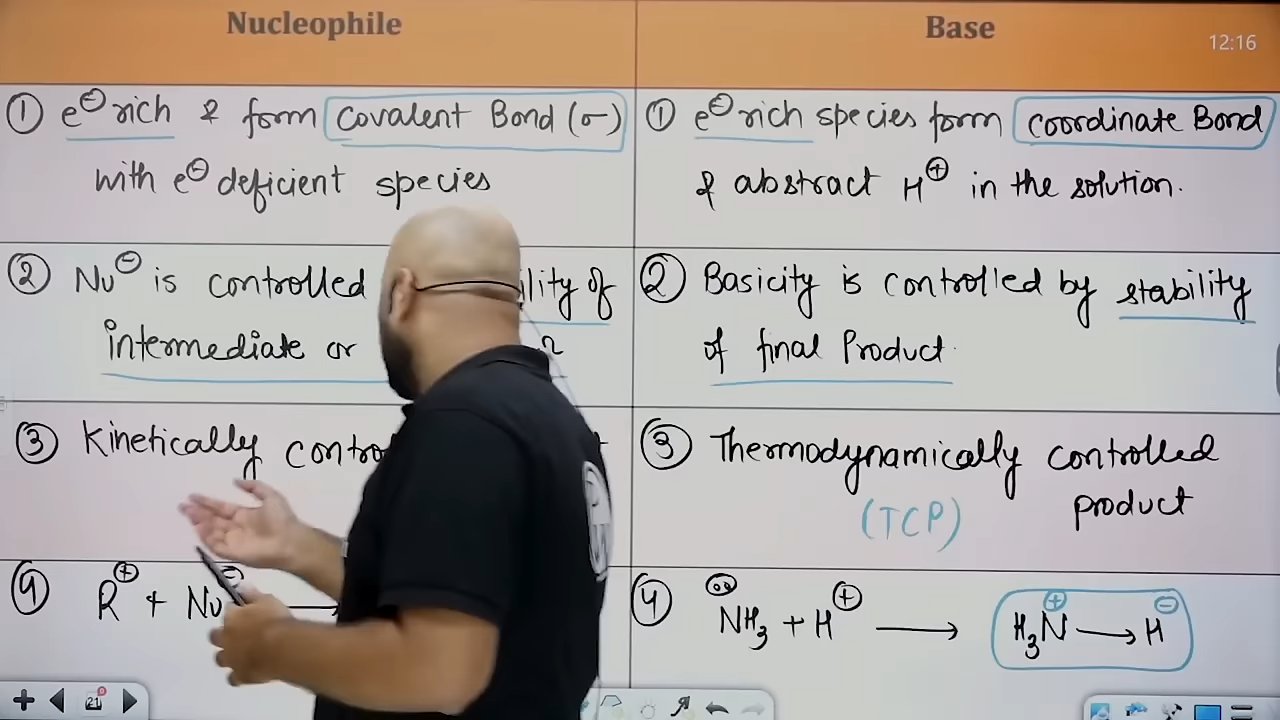 Nucleophile
Base
12:16
① e⊖ rich & form covalent Bond (σ)
with e⊖ deficient species
① e⊖ rich species form coordinate Bond
& abstract H⊕ in the solution.
② Nu⊖ is controlled
intermediate or
② Basicity is controlled by stability
of final Product.
③ Kinetically
③ Thermodynamically controlled
product
(TCP)
④ R⊕ + Nu⊖ ⟶
④ NH₃ + H⊕ ⟶ H₃N⊕ ⟶ H⊖
21